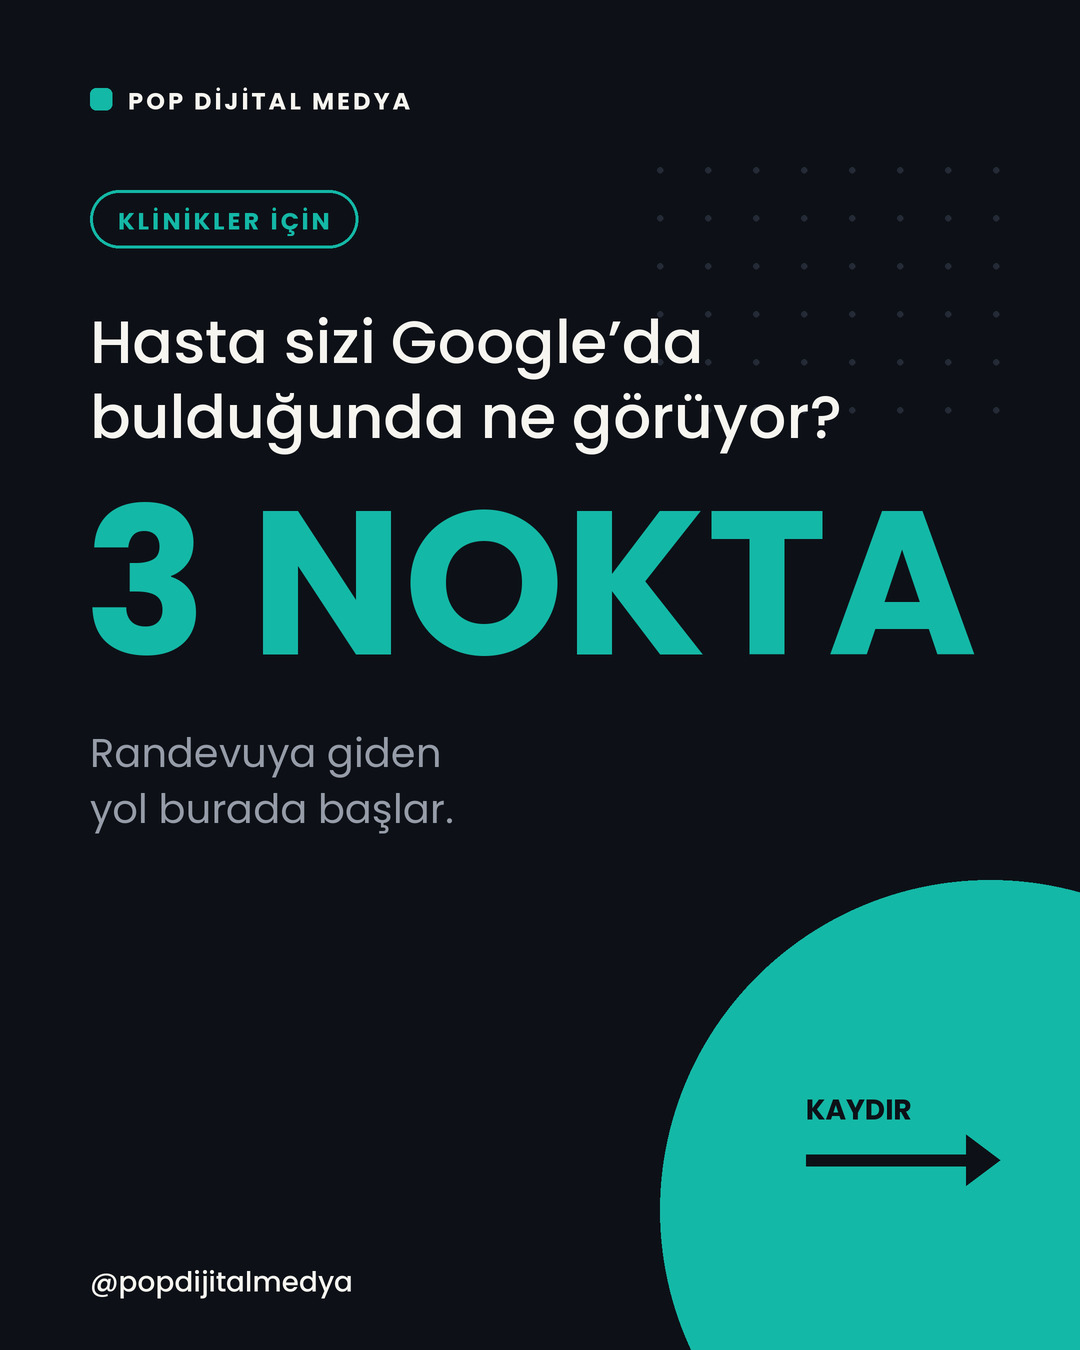 POP DİJİTAL MEDYA
KLİNİKLER İÇİN
Hasta sizi Google’da
bulduğunda ne görüyor?
3 NOKTA
Randevuya giden
yol burada başlar.
KAYDIR
@popdijitalmedya